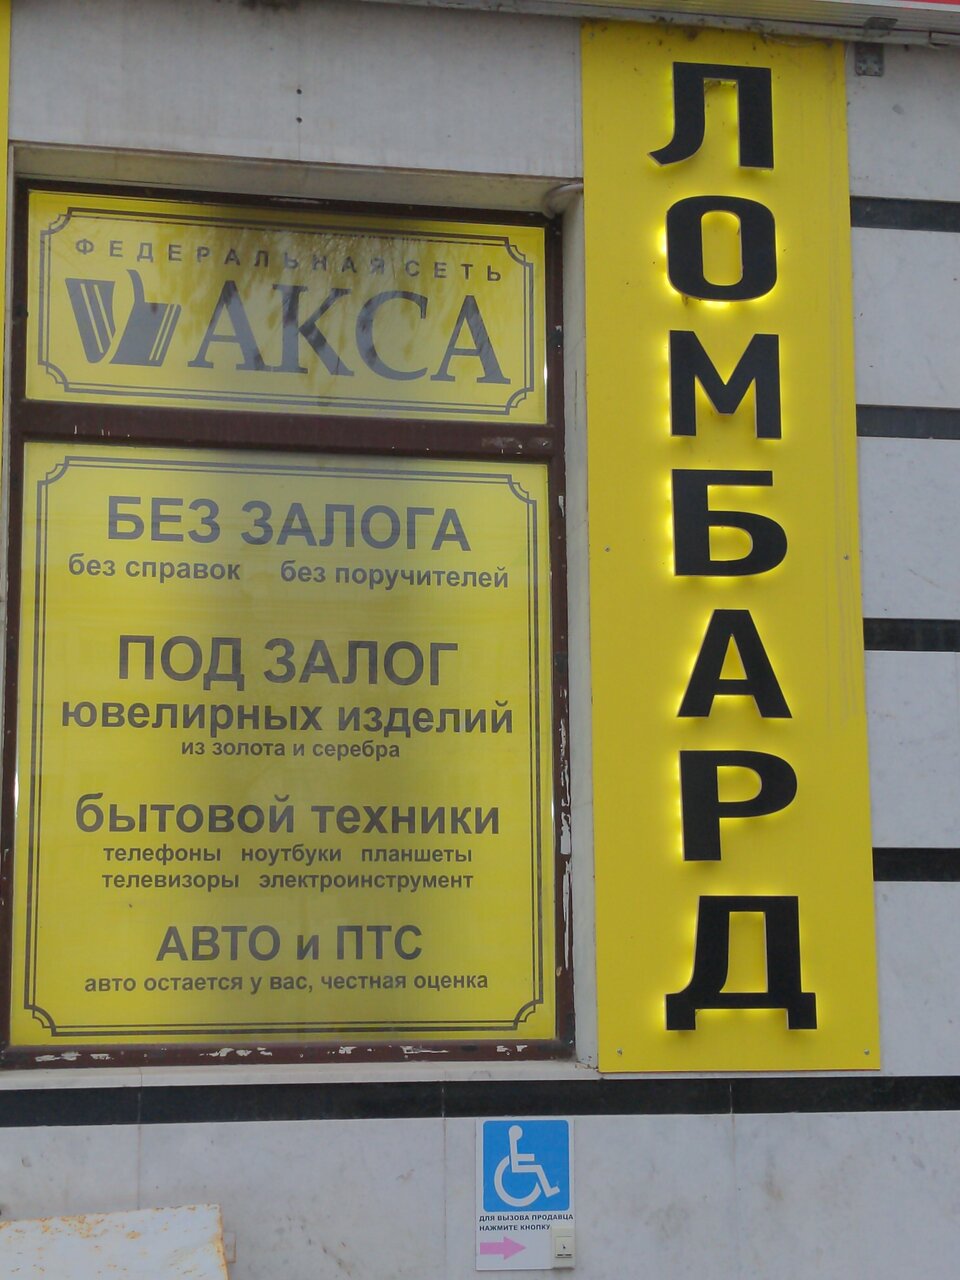 ФЕДЕРАЛЬНАЯ СЕТЬ
АКСА
БЕЗ ЗАЛОГА
без справок без поручителей
ПОД ЗАЛОГ
ювелирных изделий
из золота и серебра
бытовой техники
телефоны ноутбуки планшеты
телевизоры электроинструмент
АВТО и ПТС
авто остается у вас, честная оценка
ЛОМБАРД
ДЛЯ ВЫЗОВА ПРОДАВЦА
НАЖМИТЕ КНОПКУ